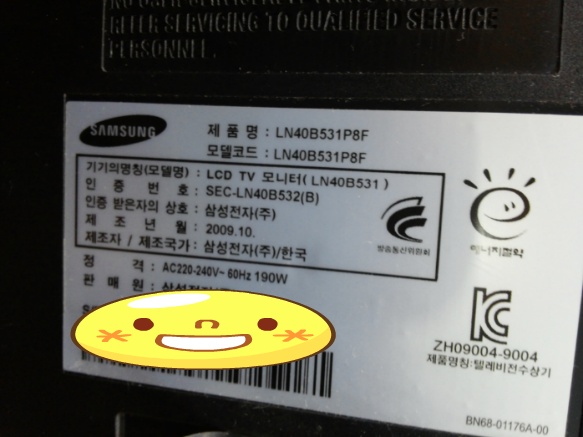 REFER SERVICING TO QUALIFIED SERVICE
PERSONNEL.
SAMSUNG
제 품 명 : LN40B531P8F
모델코드 : LN40B531P8F
기기의명칭(모델명) : LCD TV 모니터( LN40B531 )
인 증 번 호 : SEC-LN40B532(B)
인증 받은자의 상호 : 삼성전자(주)
제 조 년 월 : 2009.10.
제조자 / 제조국가 : 삼성전자(주)/한국
방송통신위원회
에너지절약
정 격 : AC220-240V~ 60Hz 190W
판 매 원 : 삼성전자
ZH09004-9004
제품명칭:텔레비전수상기
BN68-01176A-00